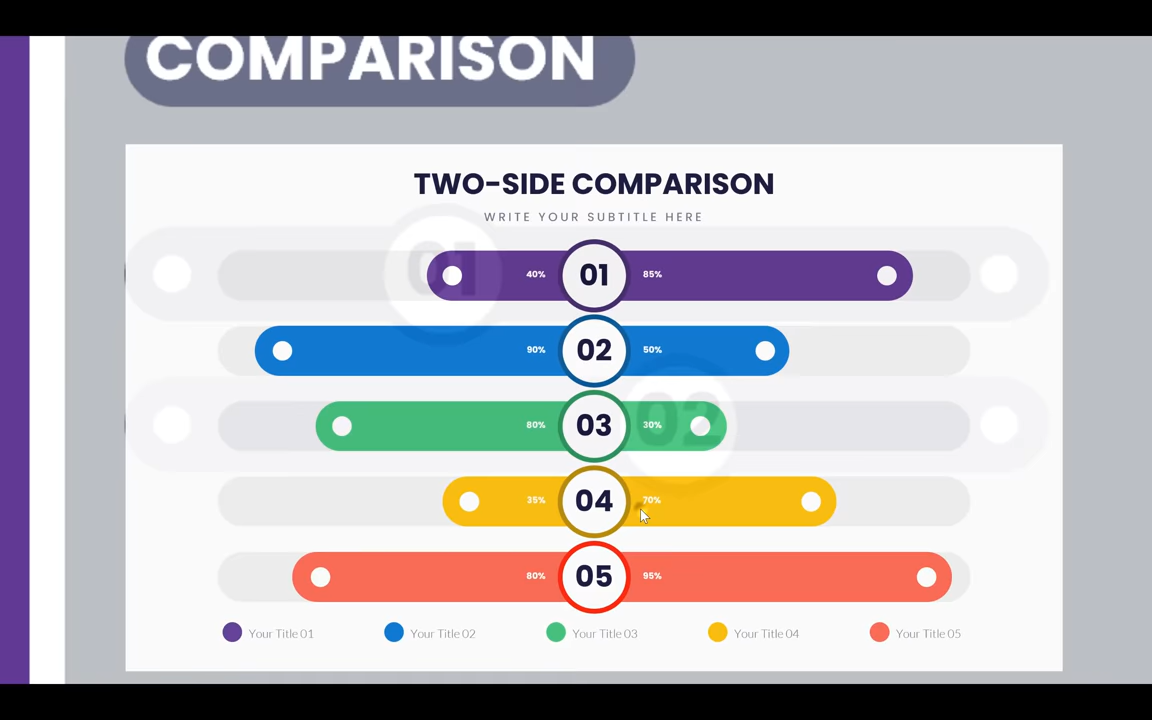 COMPARISON
TWO-SIDE COMPARISON
WRITE YOUR SUBTITLE HERE
01
40% 01 85%
90% 02 50%
80% 03 30%
02
35% 04 70%
80% 05 95%
Your Title 01 Your Title 02 Your Title 03 Your Title 04 Your Title 05